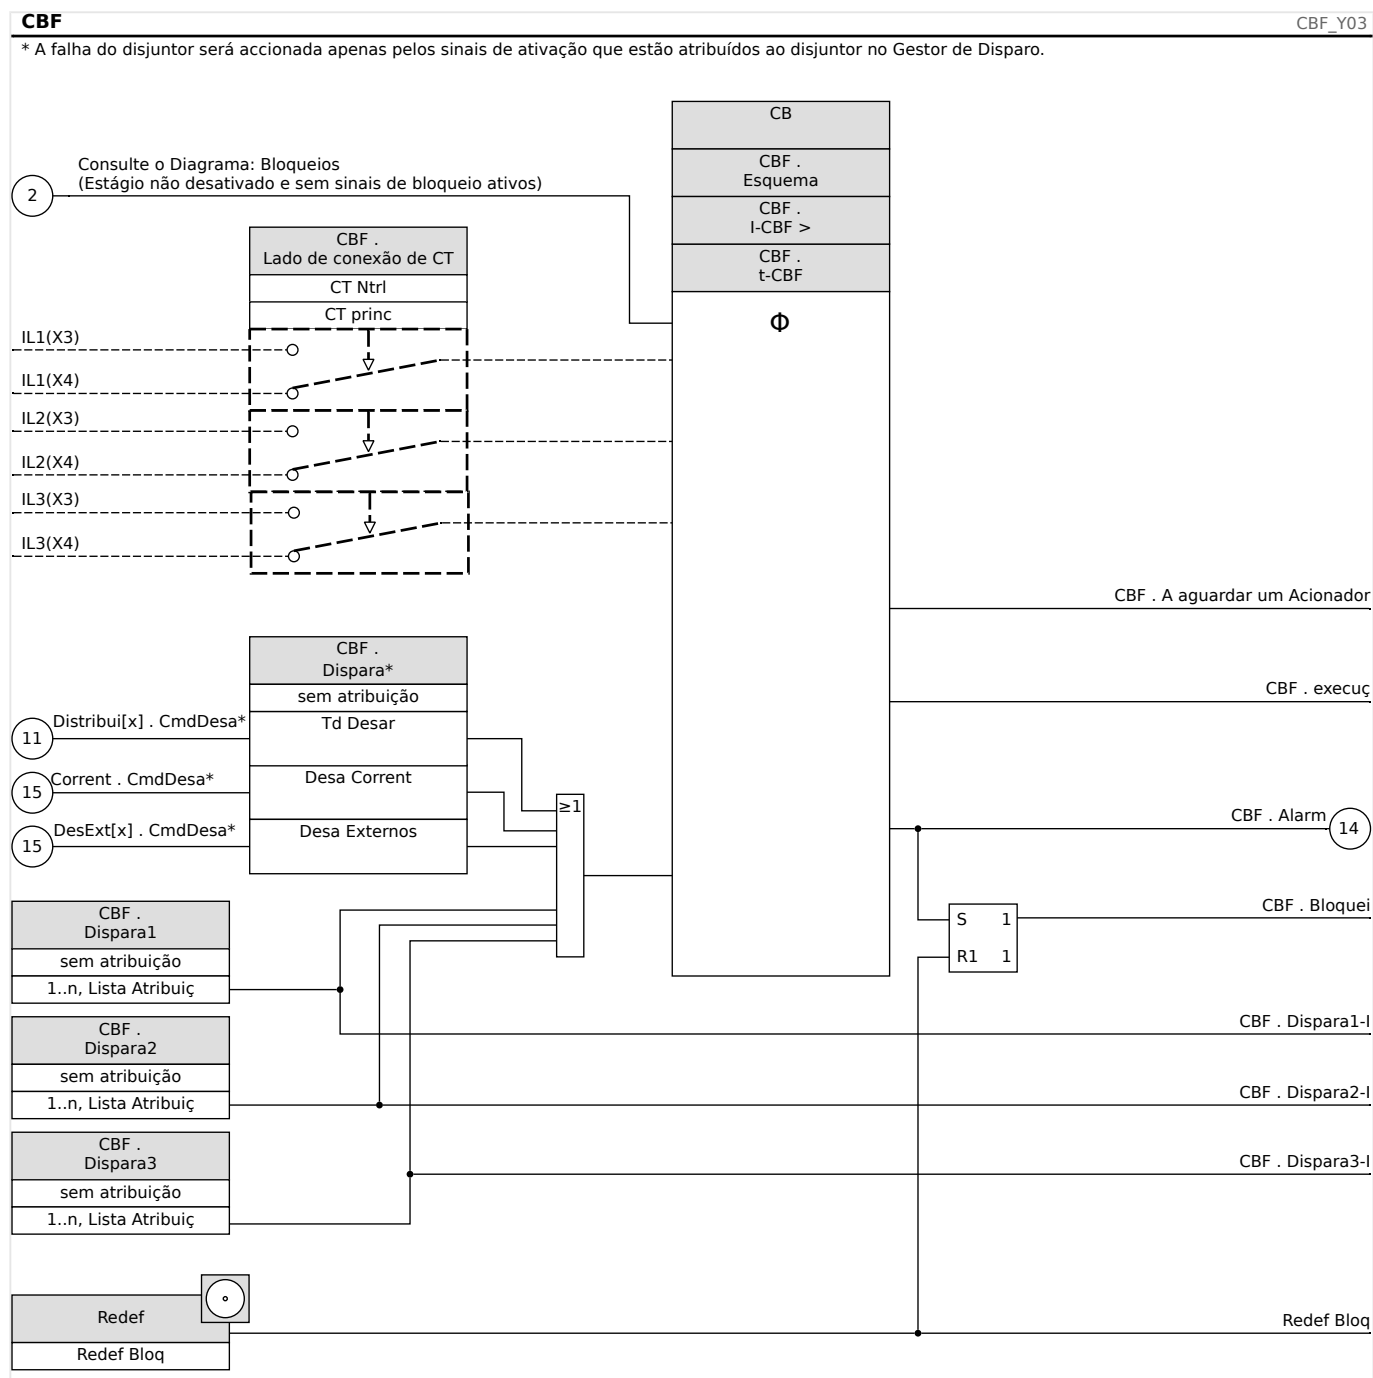 CBF
CBF_Y03
* A falha do disjuntor será accionada apenas pelos sinais de ativação que estão atribuídos ao disjuntor no Gestor de Disparo.
CB
CBF .
Esquema
CBF .
I-CBF >
CBF .
t-CBF
Φ
Consulte o Diagrama: Bloqueios
(Estágio não desativado e sem sinais de bloqueio ativos)
2
CBF .
Lado de conexão de CT
CT Ntrl
CT princ
IL1(X3)
IL1(X4)
IL2(X3)
IL2(X4)
IL3(X3)
IL3(X4)
CBF . A aguardar um Acionador
CBF . execuç
CBF .
Dispara*
sem atribuição
11
Distribui[x] . CmdDesa*
Td Desar
15
Corrent . CmdDesa*
Desa Corrent
15
DesExt[x] . CmdDesa*
Desa Externos
≥1
CBF . Alarm
14
CBF . Bloquei
S 1
R1 1
CBF .
Dispara1
sem atribuição
1..n, Lista Atribuiç
CBF . Dispara1-I
CBF .
Dispara2
sem atribuição
1..n, Lista Atribuiç
CBF . Dispara2-I
CBF .
Dispara3
sem atribuição
1..n, Lista Atribuiç
CBF . Dispara3-I
Redef
Redef Bloq
Redef Bloq